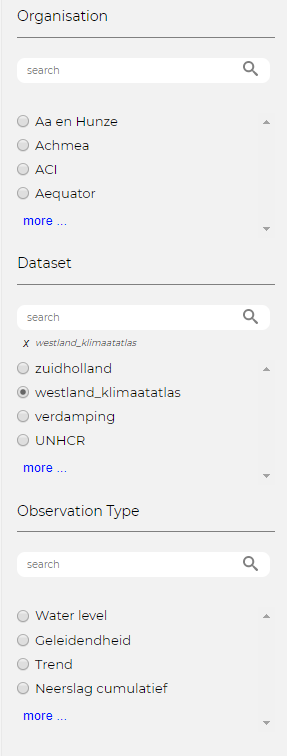 Organisation
search
Aa en Hunze
Achmea
ACI
Aequator
more ...
Dataset
search
x westland_klimaatatlas
zuidholland
westland_klimaatatlas
verdamping
UNHCR
more ...
Observation Type
search
Water level
Geleidendheid
Trend
Neerslag cumulatief
more ...